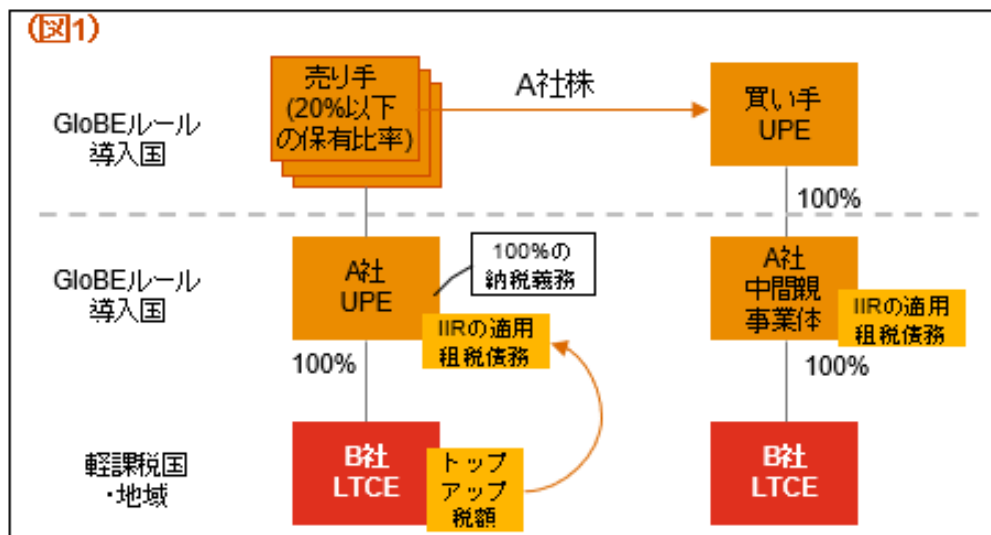 (図1)
売り手
(20%以下
の保有比率)
A社株
買い手
UPE
GloBEルール
導入国
100%
GloBEルール
導入国
A社
UPE
100%の
納税義務
IIRの適用
租税債務
A社
中間親
事業体
IIRの適用
租税債務
100%
100%
軽課税国
・地域
B社
LTCE
トップ
アップ
税額
B社
LTCE